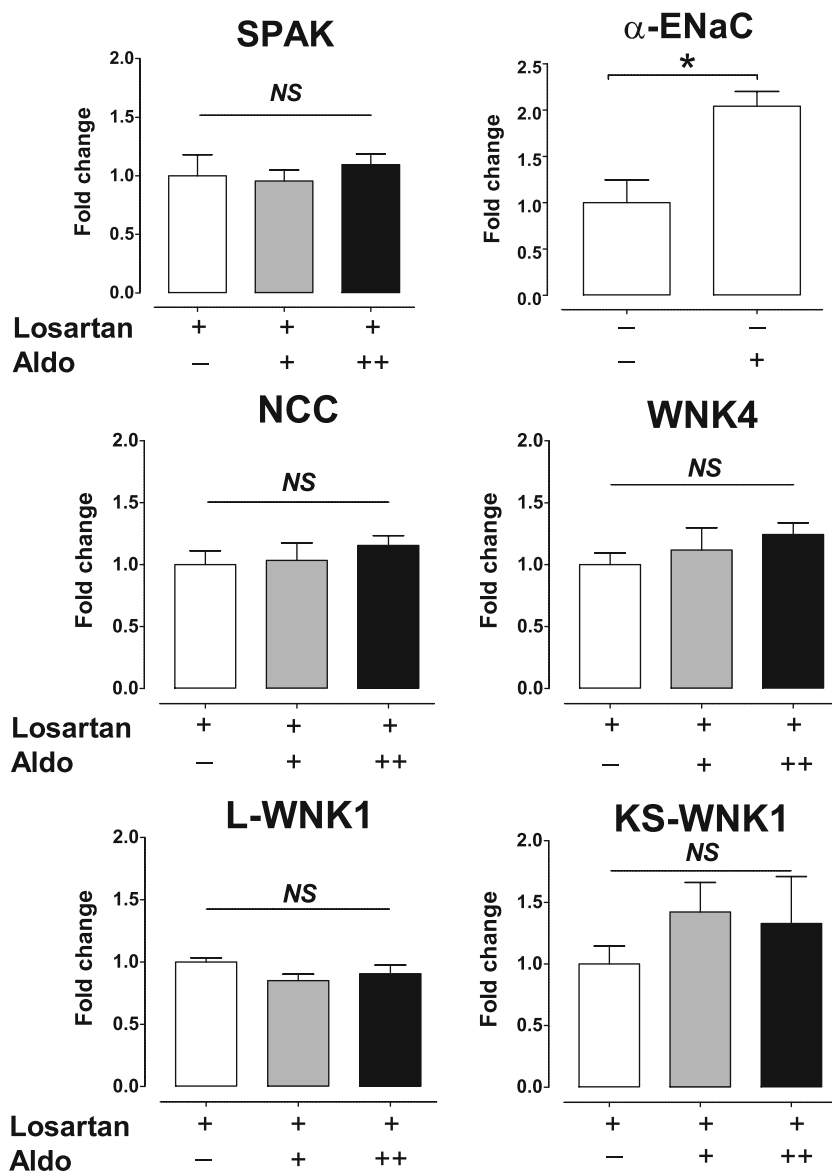 SPAK
2.0
1.5
1.0
0.5
0.0
Fold change
NS
Losartan + + +
Aldo – + ++
α-ENaC
2.5
2.0
1.5
1.0
0.5
0.0
Fold change
*
– –
– +
NCC
2.0
1.5
1.0
0.5
0.0
Fold change
NS
Losartan + + +
Aldo – + ++
WNK4
2.0
1.5
1.0
0.5
0.0
Fold change
NS
+ + +
– + ++
L-WNK1
2.0
1.5
1.0
0.5
0.0
Fold change
NS
Losartan + + +
Aldo – + ++
KS-WNK1
2.0
1.5
1.0
0.5
0.0
Fold change
NS
+ + +
– + ++